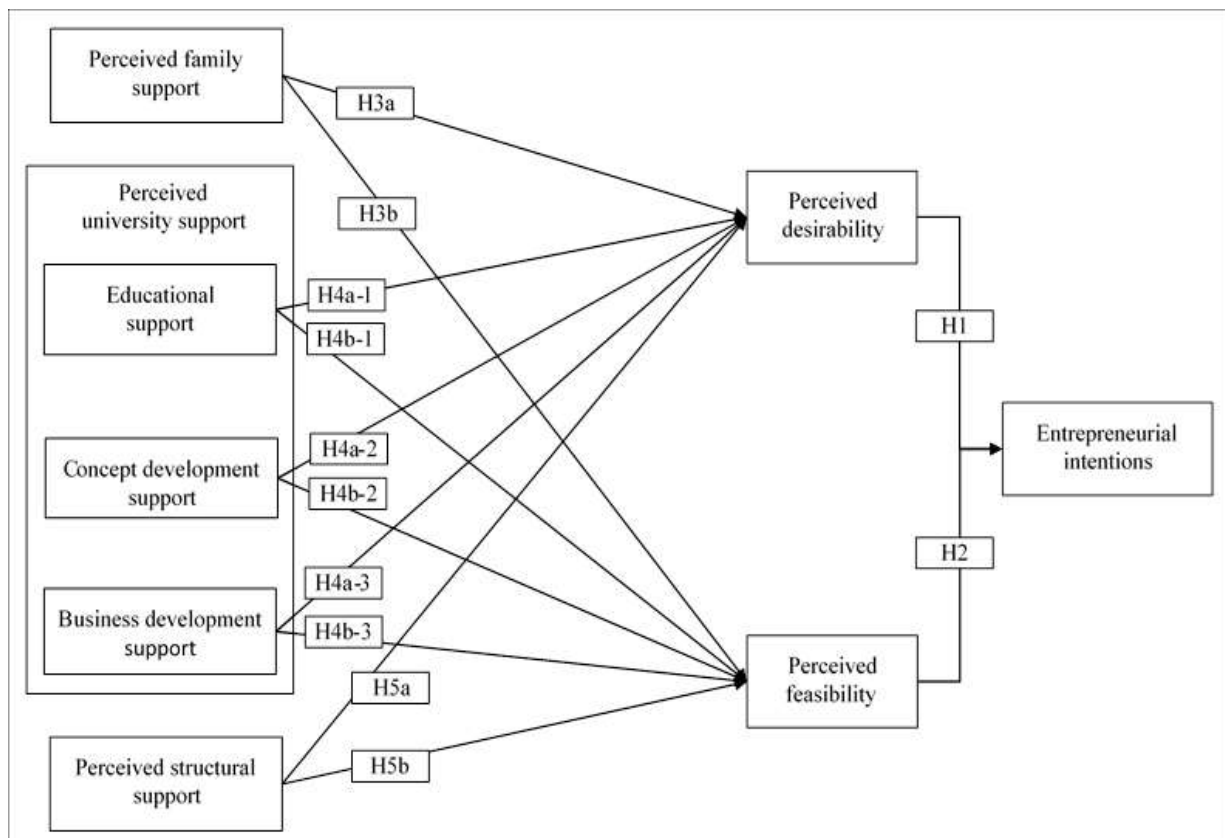 Perceived family
support
H3a
H3b
Perceived
university support
Educational
support
H4a-1
H4b-1
Concept development
support
H4a-2
H4b-2
Business development
support
H4a-3
H4b-3
Perceived structural
support
H5a
H5b
Perceived
desirability
Perceived
feasibility
H1
H2
Entrepreneurial
intentions